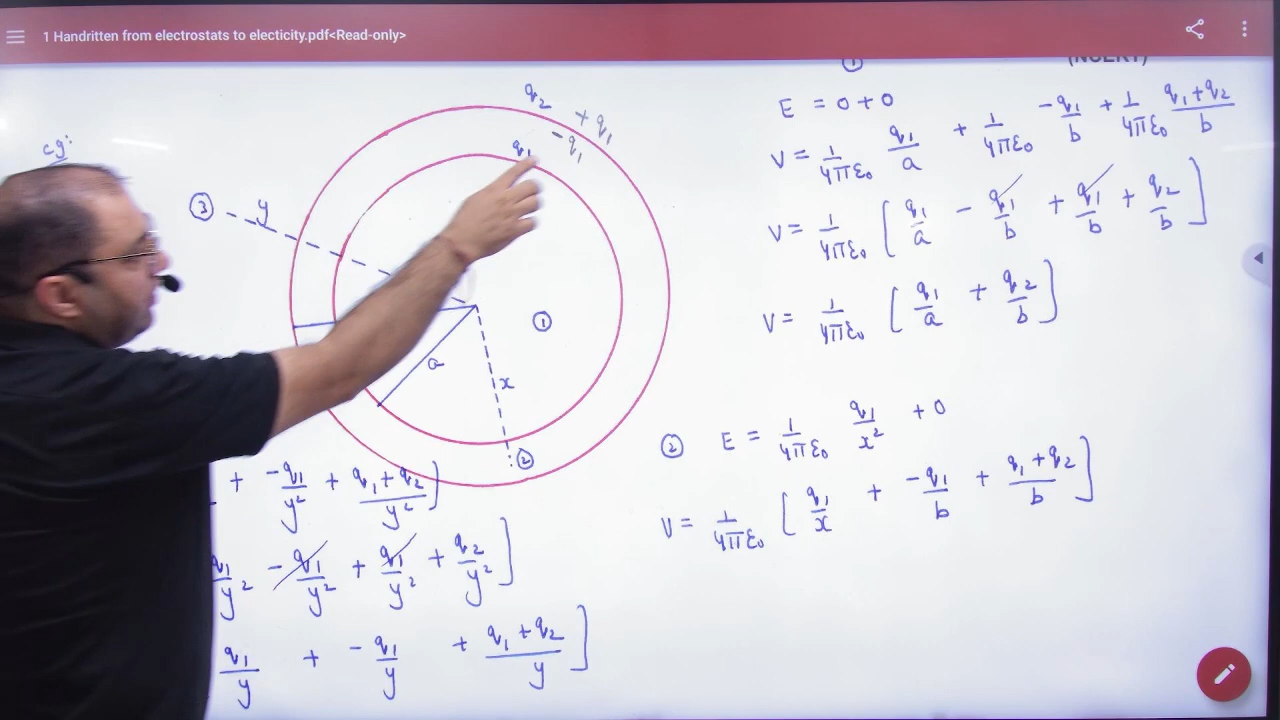 1 Handritten from electrostats to electicity.pdf<Read-only>
① (NCERT)
eg:
q₂ + q₁
q₁ - q₁
③ y
①
a
x
②
E = 0 + 0
V = 1/4πε₀ q₁/a + 1/4πε₀ -q₁/b + 1/4πε₀ q₁+q₂/b
V = 1/4πε₀ [q₁/a - q₁/b + q₁/b + q₂/b]
V = 1/4πε₀ [q₁/a + q₂/b]
② E = 1/4πε₀ q₁/x² + 0
V = 1/4πε₀ [q₁/x + -q₁/b + q₁+q₂/b]
+ -q₁/y² + q₁+q₂/y²]
q₁/y² - q₁/y² + q₁/y² + q₂/y²]
q₁/y + -q₁/y + q₁+q₂/y]